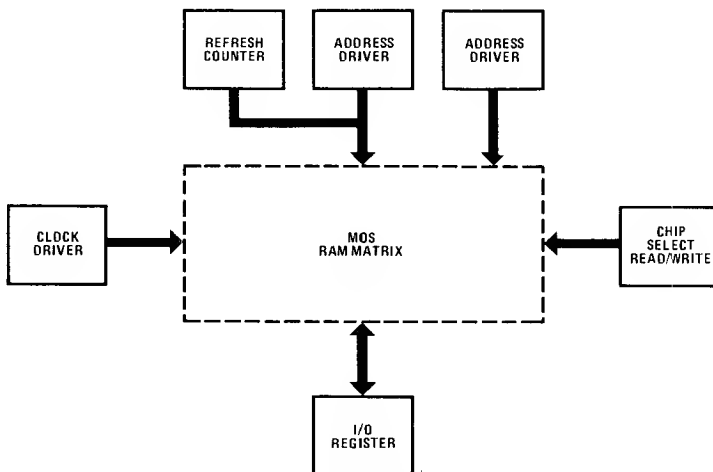 REFRESH
COUNTER
ADDRESS
DRIVER
ADDRESS
DRIVER
CLOCK
DRIVER
MOS
RAM MATRIX
CHIP
SELECT
READ/WRITE
I/O
REGISTER